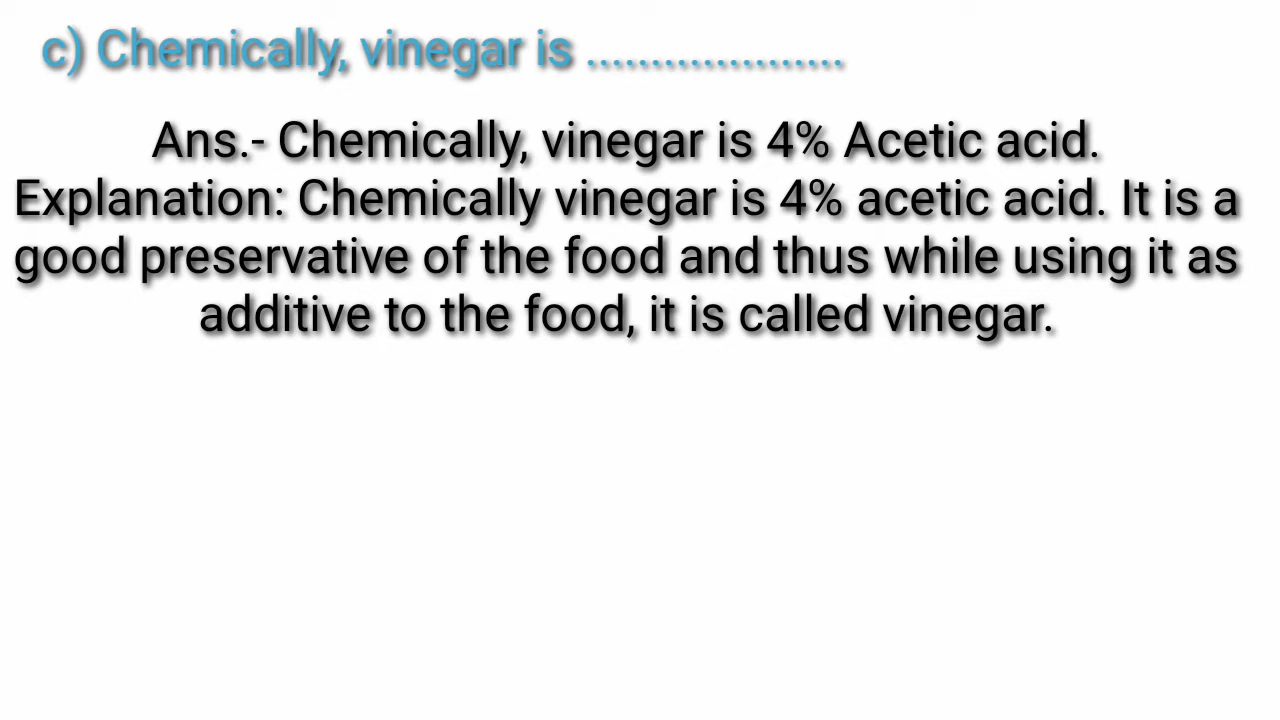 c) Chemically, vinegar is ....................
Ans.- Chemically, vinegar is 4% Acetic acid.
Explanation: Chemically vinegar is 4% acetic acid. It is a
good preservative of the food and thus while using it as
additive to the food, it is called vinegar.